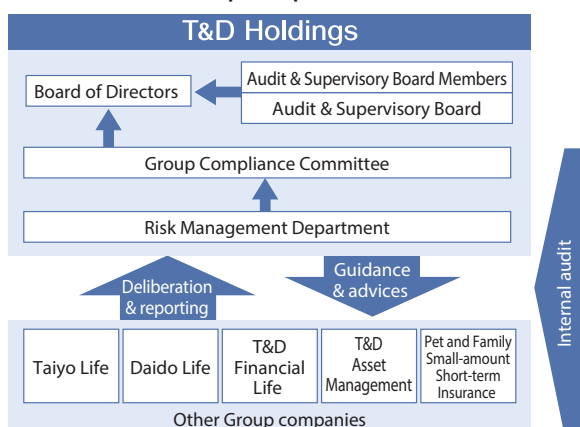 T&D Holdings
Board of Directors
Audit & Supervisory Board Members
Audit & Supervisory Board
Group Compliance Committee
Risk Management Department
Deliberation
& reporting
Guidance
& advices
Internal audit
Taiyo Life
Daido Life
T&D
Financial
Life
T&D
Asset
Management
Pet and Family
Small-amount
Short-term
Insurance
Other Group companies